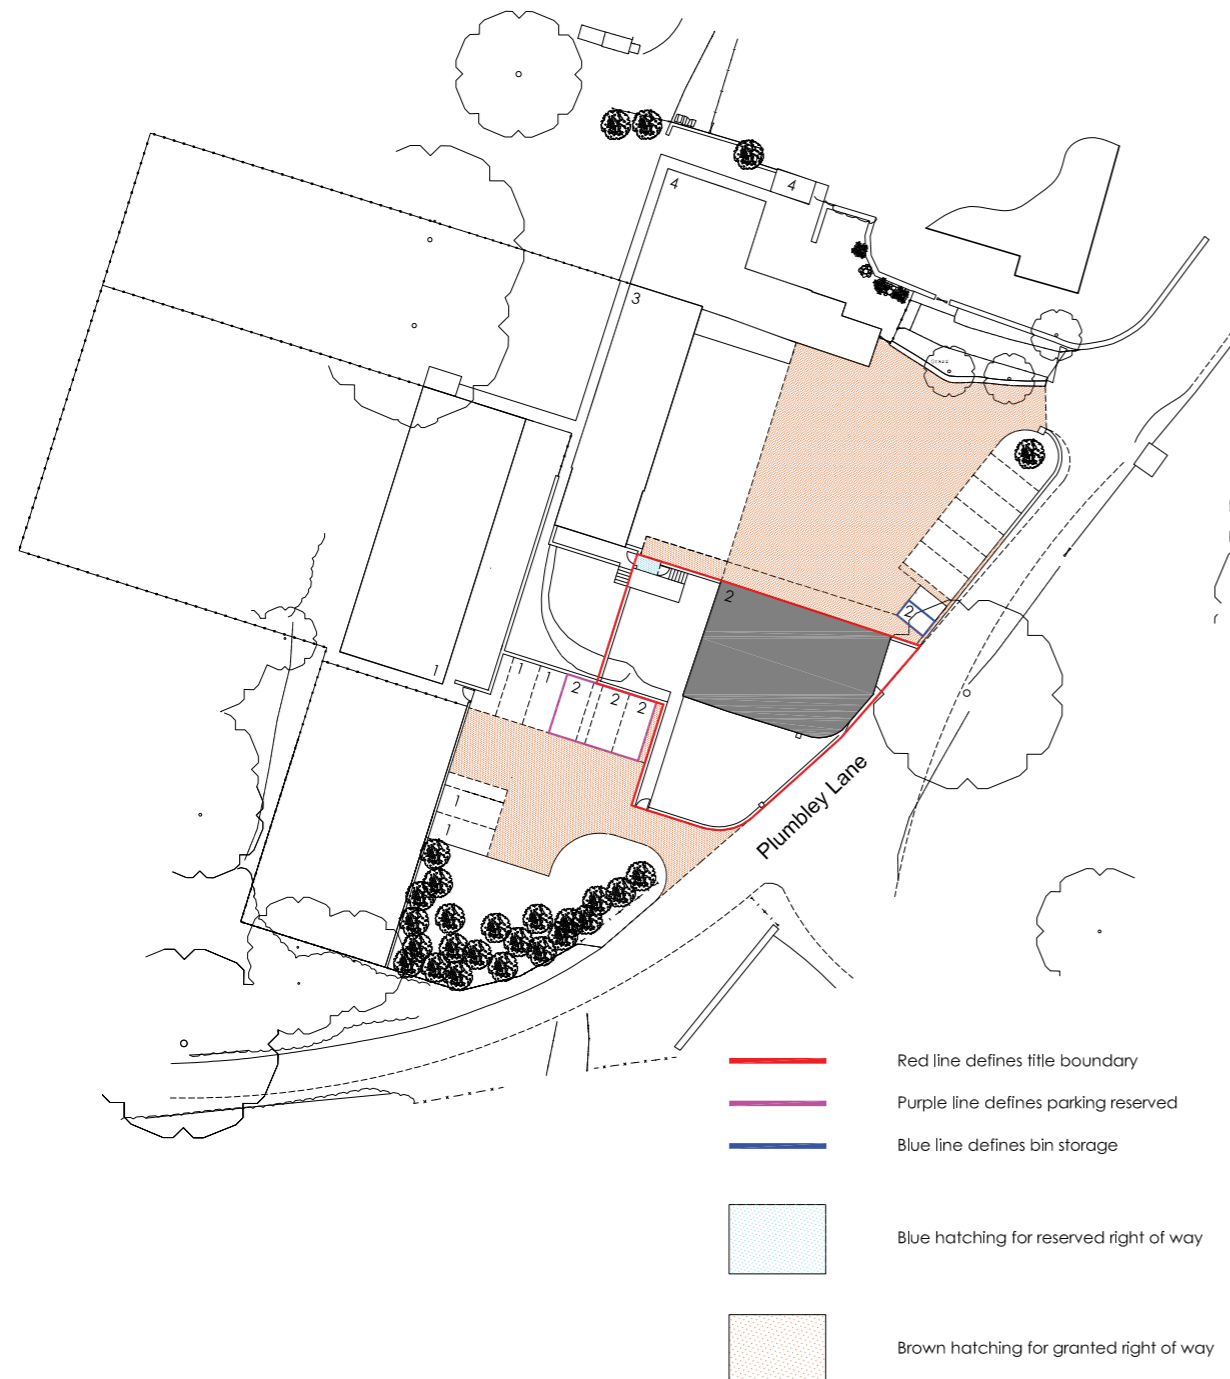 4
4
3
2
2
1
1
1
2
2
2
1
1
Plumbley Lane
Red line defines title boundary
Purple line defines parking reserved
Blue line defines bin storage
Blue hatching for reserved right of way
Brown hatching for granted right of way